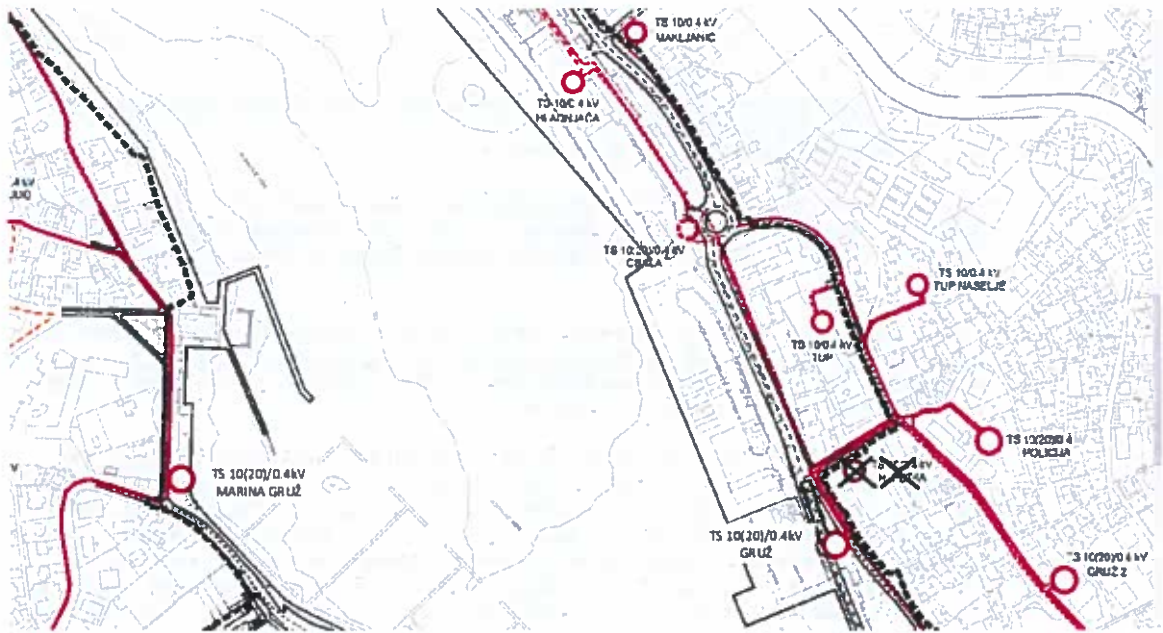 TS 10/0.4 kV
MAKLJANIĆ
TS 10/0.4 kV
HLADNJAČA
TS 10(20)/0.4 kV
TS 10/0.4 kV
TUP NASELJE
TS 10/0.4 kV
TUP
TS 10(20)/0.4
POLICIJA
TS 10(20)/0.4kV
MARINA GRUŽ
TS 10(20)/0.4kV
GRUŽ
TS 10(20)/0.4 kV
GRUŽ 2